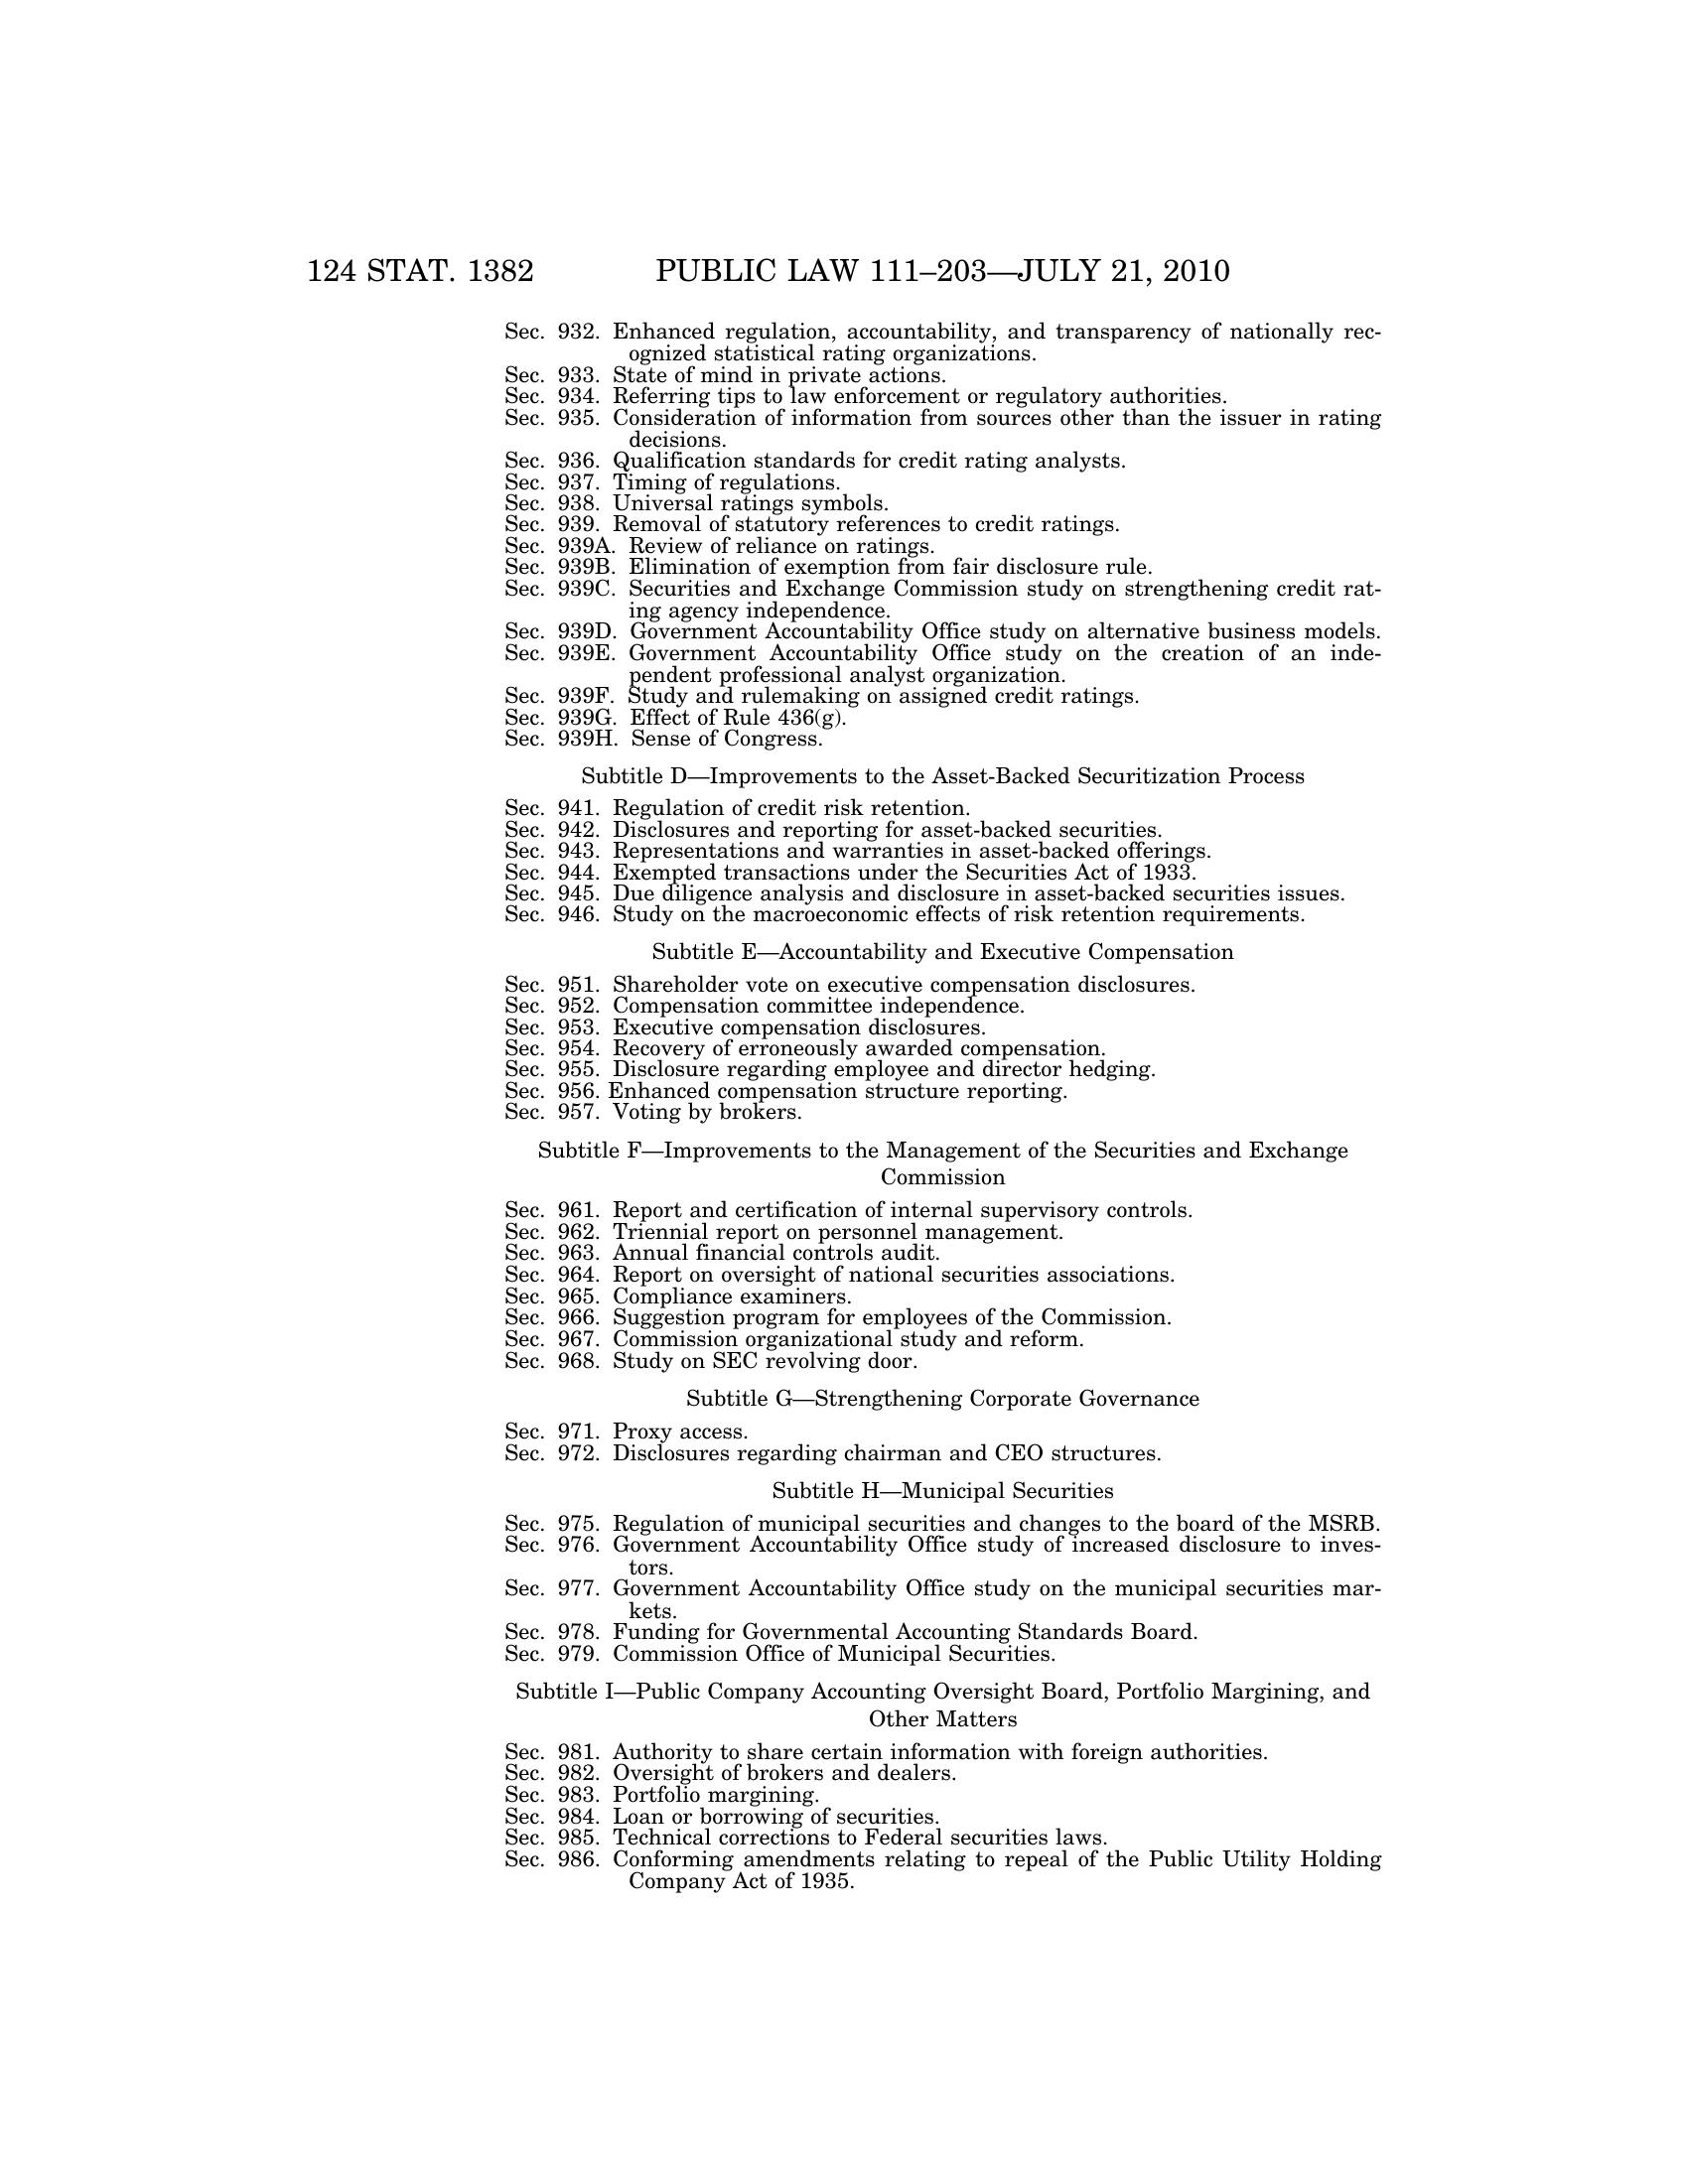 124 STAT. 1382 PUBLIC LAW 111–203—JULY 21, 2010
Sec. 932. Enhanced regulation, accountability, and transparency of nationally rec-
ognized statistical rating organizations.
Sec. 933. State of mind in private actions.
Sec. 934. Referring tips to law enforcement or regulatory authorities.
Sec. 935. Consideration of information from sources other than the issuer in rating
decisions.
Sec. 936. Qualification standards for credit rating analysts.
Sec. 937. Timing of regulations.
Sec. 938. Universal ratings symbols.
Sec. 939. Removal of statutory references to credit ratings.
Sec. 939A. Review of reliance on ratings.
Sec. 939B. Elimination of exemption from fair disclosure rule.
Sec. 939C. Securities and Exchange Commission study on strengthening credit rat-
ing agency independence.
Sec. 939D. Government Accountability Office study on alternative business models.
Sec. 939E. Government Accountability Office study on the creation of an inde-
pendent professional analyst organization.
Sec. 939F. Study and rulemaking on assigned credit ratings.
Sec. 939G. Effect of Rule 436(g).
Sec. 939H. Sense of Congress.
Subtitle D—Improvements to the Asset-Backed Securitization Process
Sec. 941. Regulation of credit risk retention.
Sec. 942. Disclosures and reporting for asset-backed securities.
Sec. 943. Representations and warranties in asset-backed offerings.
Sec. 944. Exempted transactions under the Securities Act of 1933.
Sec. 945. Due diligence analysis and disclosure in asset-backed securities issues.
Sec. 946. Study on the macroeconomic effects of risk retention requirements.
Subtitle E—Accountability and Executive Compensation
Sec. 951. Shareholder vote on executive compensation disclosures.
Sec. 952. Compensation committee independence.
Sec. 953. Executive compensation disclosures.
Sec. 954. Recovery of erroneously awarded compensation.
Sec. 955. Disclosure regarding employee and director hedging.
Sec. 956. Enhanced compensation structure reporting.
Sec. 957. Voting by brokers.
Subtitle F—Improvements to the Management of the Securities and Exchange
Commission
Sec. 961. Report and certification of internal supervisory controls.
Sec. 962. Triennial report on personnel management.
Sec. 963. Annual financial controls audit.
Sec. 964. Report on oversight of national securities associations.
Sec. 965. Compliance examiners.
Sec. 966. Suggestion program for employees of the Commission.
Sec. 967. Commission organizational study and reform.
Sec. 968. Study on SEC revolving door.
Subtitle G—Strengthening Corporate Governance
Sec. 971. Proxy access.
Sec. 972. Disclosures regarding chairman and CEO structures.
Subtitle H—Municipal Securities
Sec. 975. Regulation of municipal securities and changes to the board of the MSRB.
Sec. 976. Government Accountability Office study of increased disclosure to inves-
tors.
Sec. 977. Government Accountability Office study on the municipal securities mar-
kets.
Sec. 978. Funding for Governmental Accounting Standards Board.
Sec. 979. Commission Office of Municipal Securities.
Subtitle I—Public Company Accounting Oversight Board, Portfolio Margining, and
Other Matters
Sec. 981. Authority to share certain information with foreign authorities.
Sec. 982. Oversight of brokers and dealers.
Sec. 983. Portfolio margining.
Sec. 984. Loan or borrowing of securities.
Sec. 985. Technical corrections to Federal securities laws.
Sec. 986. Conforming amendments relating to repeal of the Public Utility Holding
Company Act of 1935.